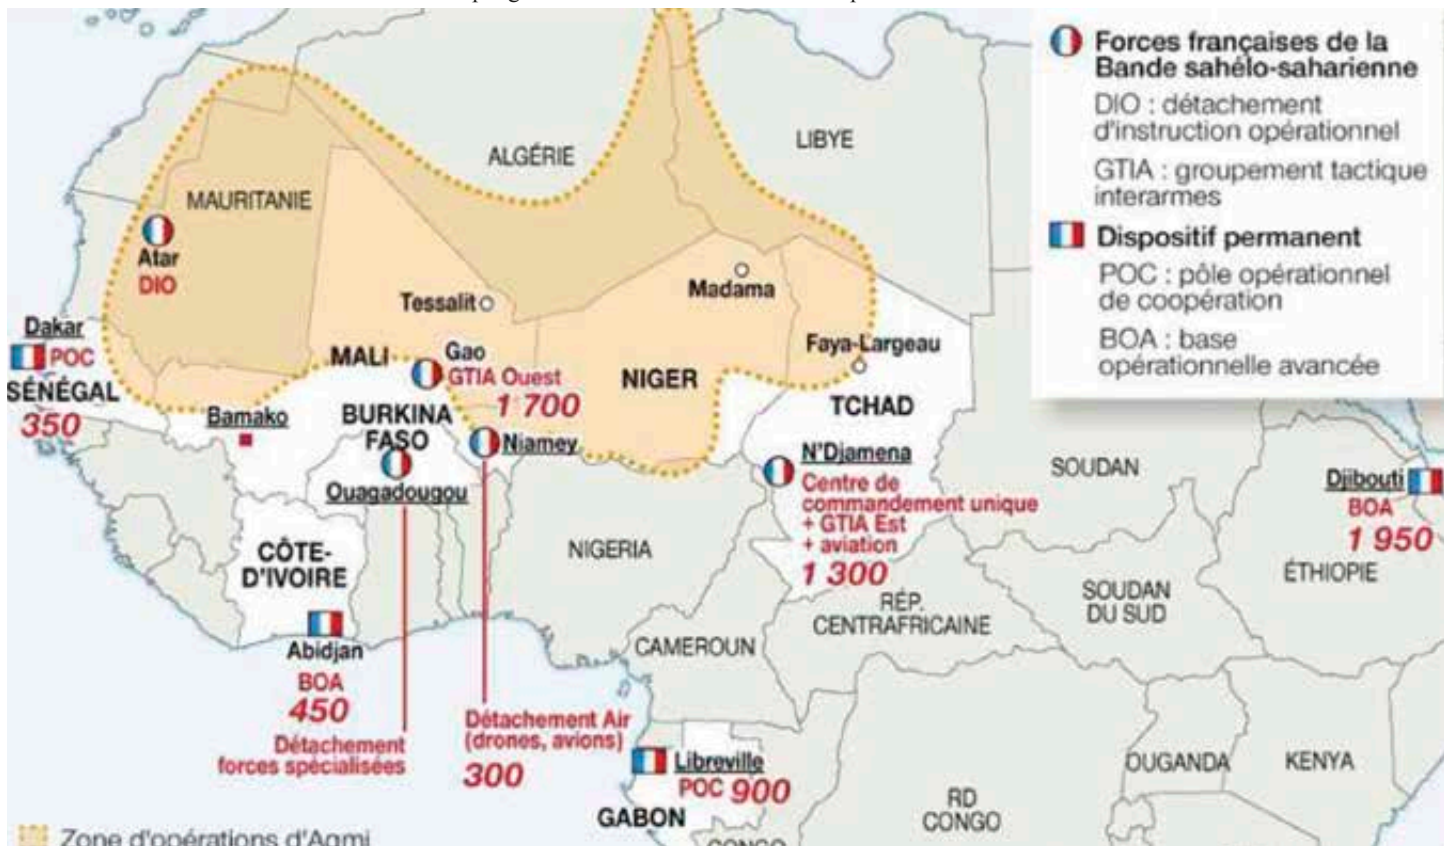 Forces françaises de la
Bande sahélo-saharienne
DIO : détachement
d'instruction opérationnel
GTIA : groupement tactique
interarmes
Dispositif permanent
POC : pôle opérationnel
de coopération
BOA : base
opérationnelle avancée
ALGÉRIE
LIBYE
MAURITANIE
Atar
DIO
Tessalit
Madama
Dakar
POC
SÉNÉGAL
350
MALI
Gao
GTIA Ouest
1 700
NIGER
Faya-Largeau
TCHAD
Bamako
BURKINA
FASO
Niamey
Ouagadougou
N'Djamena
Centre de
commandement unique
+ GTIA Est
+ aviation
1 300
SOUDAN
Djibouti
BOA
1 950
CÔTE-
D'IVOIRE
NIGERIA
ÉTHIOPIE
SOUDAN
DU SUD
RÉP.
CENTRAFRICAINE
CAMEROUN
Abidjan
BOA
450
Détachement
forces spécialisées
Détachement Air
(drones, avions)
300
Libreville
POC 900
GABON
OUGANDA
KENYA
RD
CONGO
CONGO
Zone d'opérations d'Aqmi